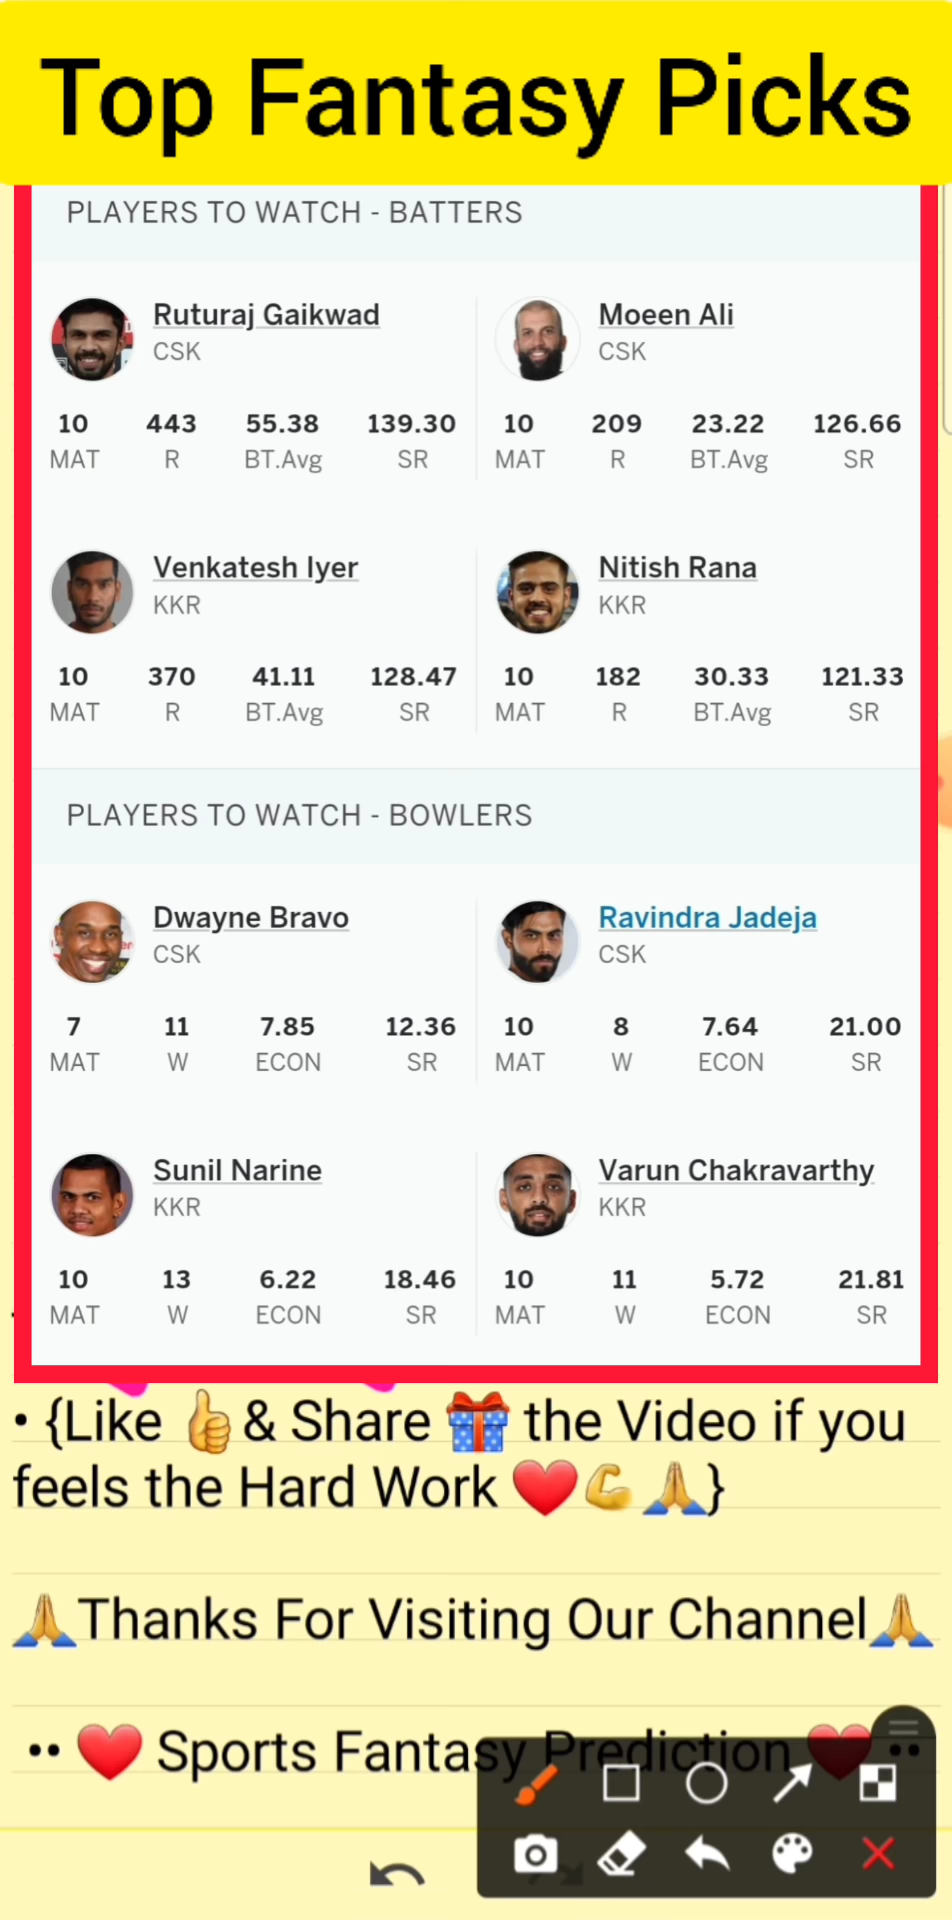 Top Fantasy Picks
PLAYERS TO WATCH - BATTERS
Ruturaj Gaikwad
CSK
10 443 55.38 139.30
MAT R BT.Avg SR
Moeen Ali
CSK
10 209 23.22 126.66
MAT R BT.Avg SR
Venkatesh Iyer
KKR
10 370 41.11 128.47
MAT R BT.Avg SR
Nitish Rana
KKR
10 182 30.33 121.33
MAT R BT.Avg SR
PLAYERS TO WATCH - BOWLERS
Dwayne Bravo
CSK
7 11 7.85 12.36
MAT W ECON SR
Ravindra Jadeja
CSK
10 8 7.64 21.00
MAT W ECON SR
Sunil Narine
KKR
10 13 6.22 18.46
MAT W ECON SR
Varun Chakravarthy
KKR
10 11 5.72 21.81
MAT W ECON SR
• {Like 👍 & Share 🎁 the Video if you
feels the Hard Work ❤️💪🙏}
🙏Thanks For Visiting Our Channel🙏
•• ❤️ Sports Fantasy Prediction ❤️ ••